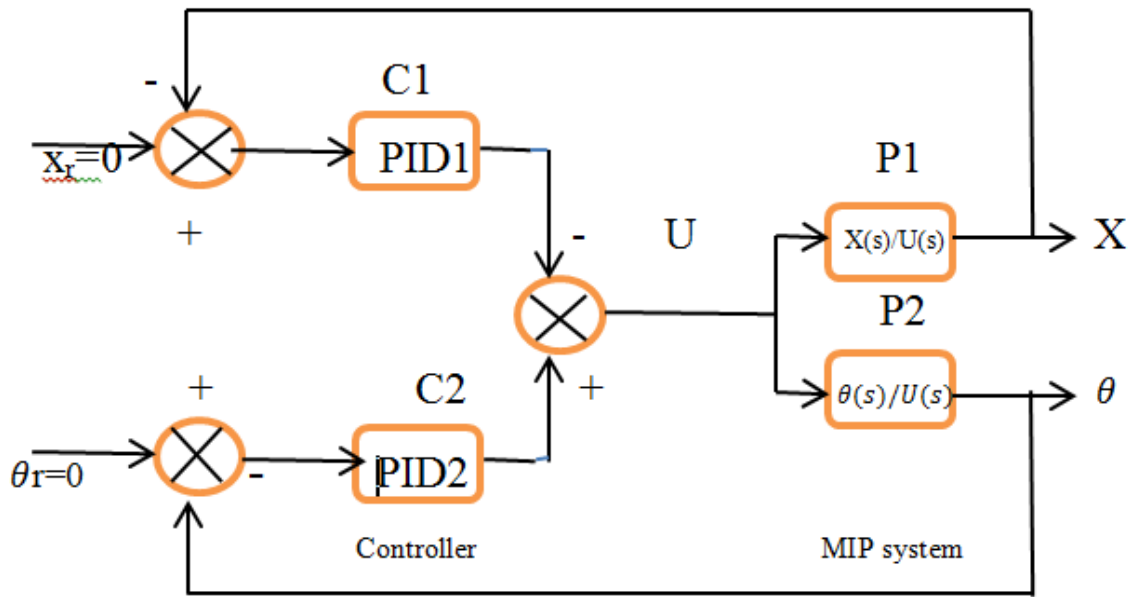 -
C1
xᵣ=0
PID1
+
P1
-
U
X(s)/U(s)
X
P2
+
C2
+
θ(s)/U(s)
θ
θr=0
-
PID2
Controller
MIP system